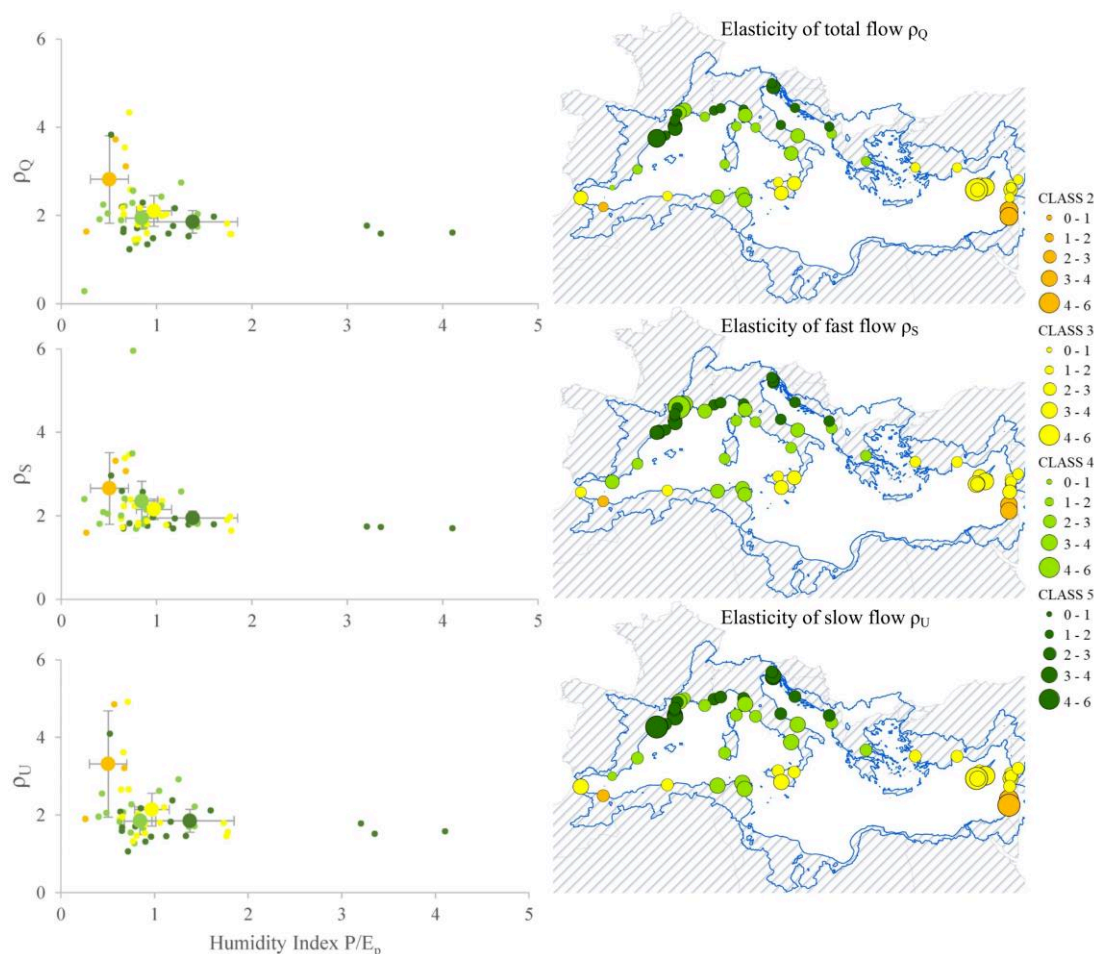 Elasticity of total flow ρQ
6
4
ρQ
2
0
0 1 2 3 4 5
Elasticity of fast flow ρS
6
4
ρS
2
0
0 1 2 3 4 5
Elasticity of slow flow ρU
6
4
ρU
2
0
0 1 2 3 4 5
Humidity Index P/Ep
CLASS 2
0 - 1
1 - 2
2 - 3
3 - 4
4 - 6
CLASS 3
0 - 1
1 - 2
2 - 3
3 - 4
4 - 6
CLASS 4
0 - 1
1 - 2
2 - 3
3 - 4
4 - 6
CLASS 5
0 - 1
1 - 2
2 - 3
3 - 4
4 - 6